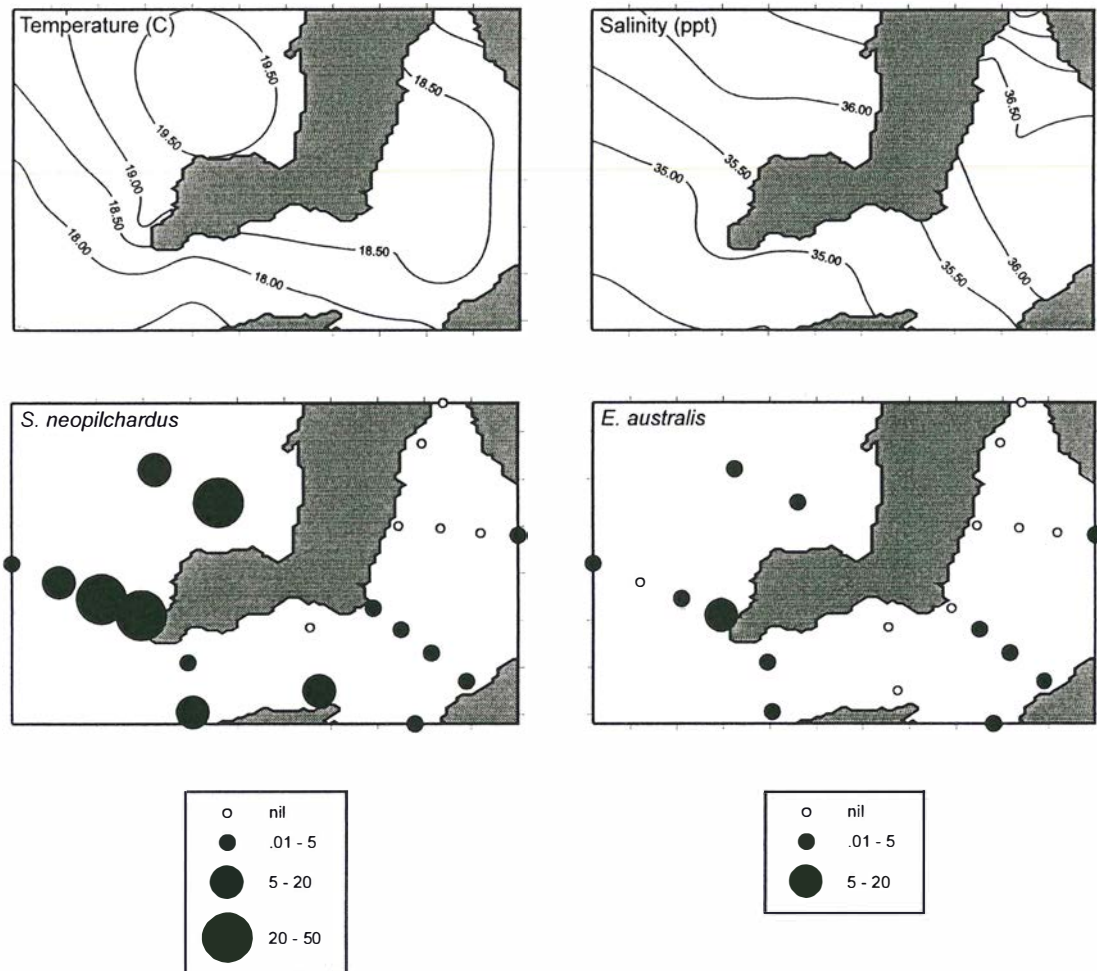 Temperature (C)
19.50
19.50
19.00
18.50
18.00
18.50
18.50
18.00
Salinity (ppt)
36.00
36.50
35.50
35.00
35.00
35.50
36.00
S. neopilchardus
E. australis
nil
.01 - 5
5 - 20
20 - 50
nil
.01 - 5
5 - 20